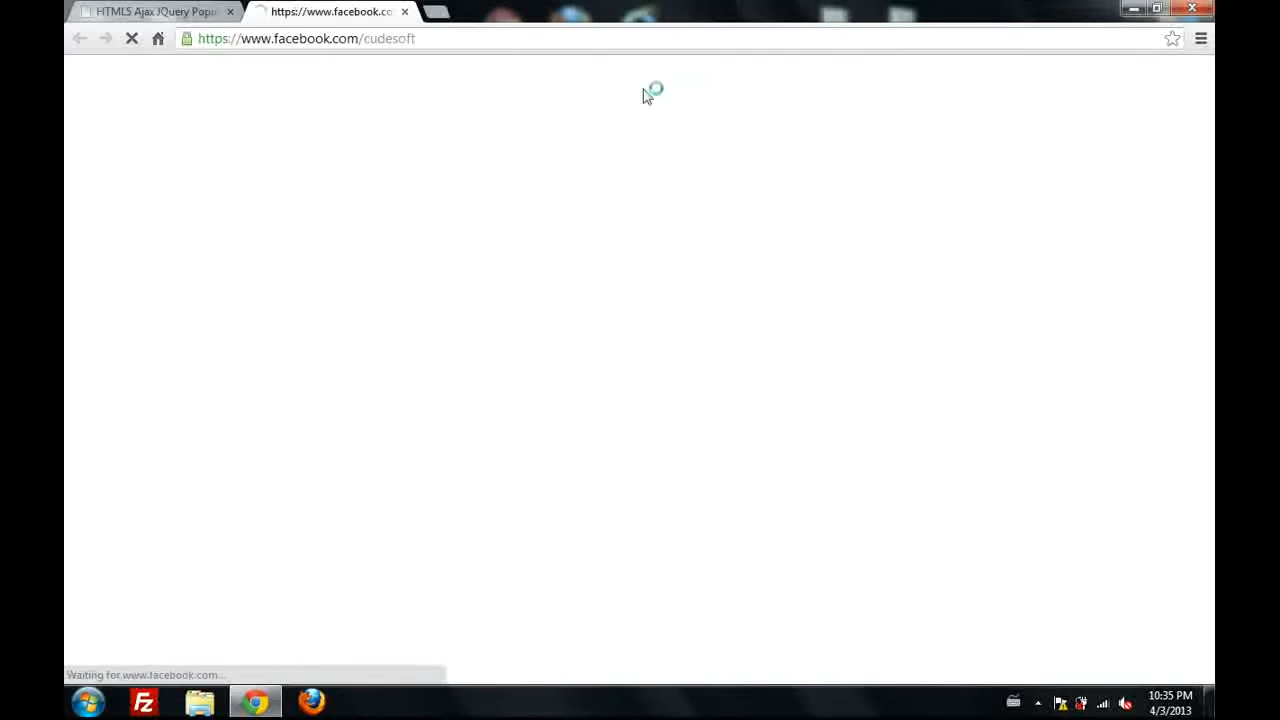 HTML5 Ajax JQuery Popu
https://www.facebook.co
https://www.facebook.com/cudesoft
Waiting for www.facebook.com...
Fz
10:35 PM
4/3/2013